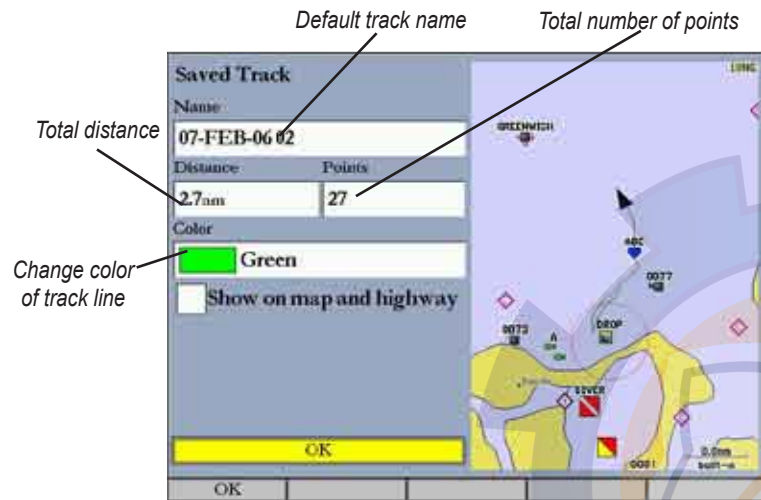 Default track name
Total number of points
Total distance
Change color
of track line
Saved Track
Name
07-FEB-06 02
Distance Points
2.7nm 27
Color
Green
Show on map and highway
OK
OK
GREENWICH
ABC
0077
0073
A
DROP
DIVER
0001
0.0nm